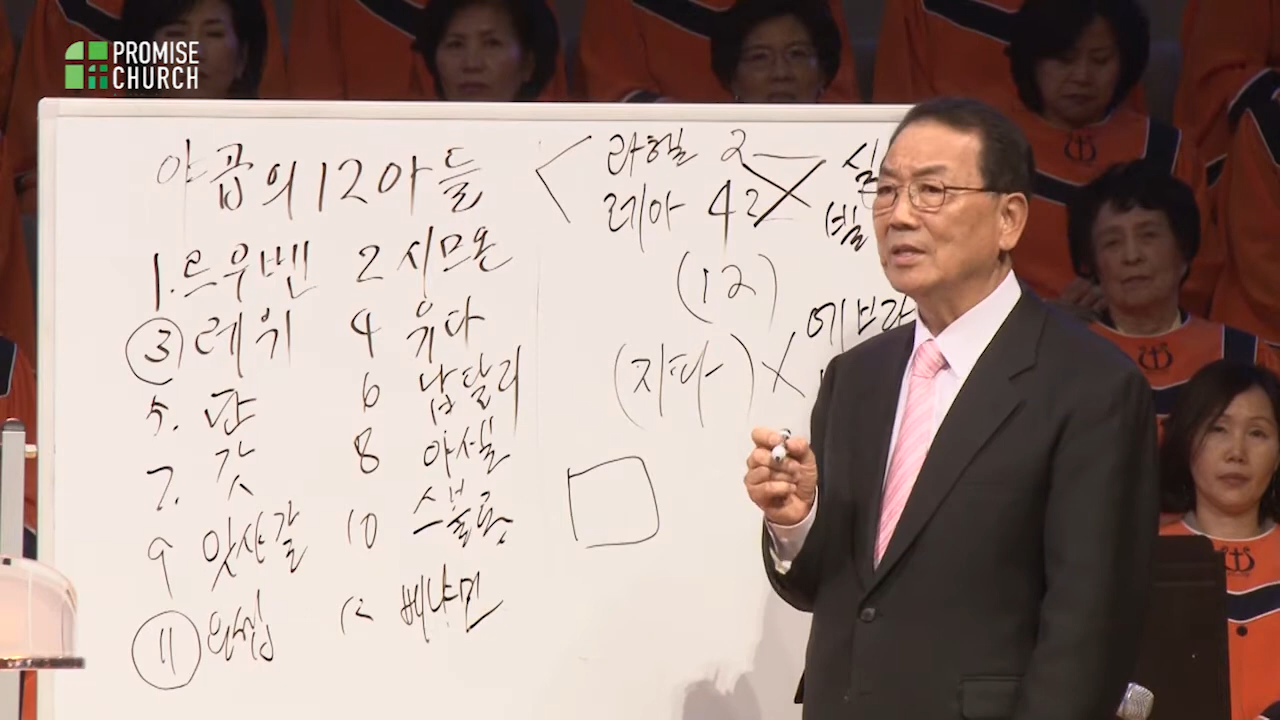 PROMISE
CHURCH
야곱의 12아들
라헬 2
레아 4 2
1. 르우벤 2 시므온
3 레위 4 유다
5. 단 6 납달리
7. 갓 8 아셀
9 잇사갈 10 스불론
11 요셉 12 베냐민
실
빌
(12)
에브라
(지파)